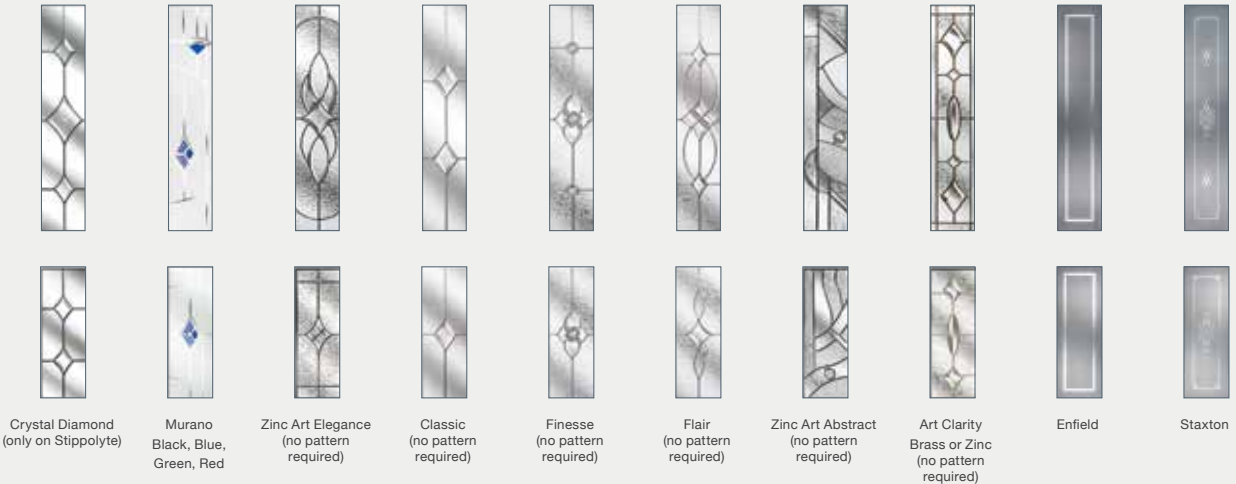 Crystal Diamond
(only on Stippolyte)
Murano
Black, Blue,
Green, Red
Zinc Art Elegance
(no pattern
required)
Classic
(no pattern
required)
Finesse
(no pattern
required)
Flair
(no pattern
required)
Zinc Art Abstract
(no pattern
required)
Art Clarity
Brass or Zinc
(no pattern
required)
Enfield
Staxton